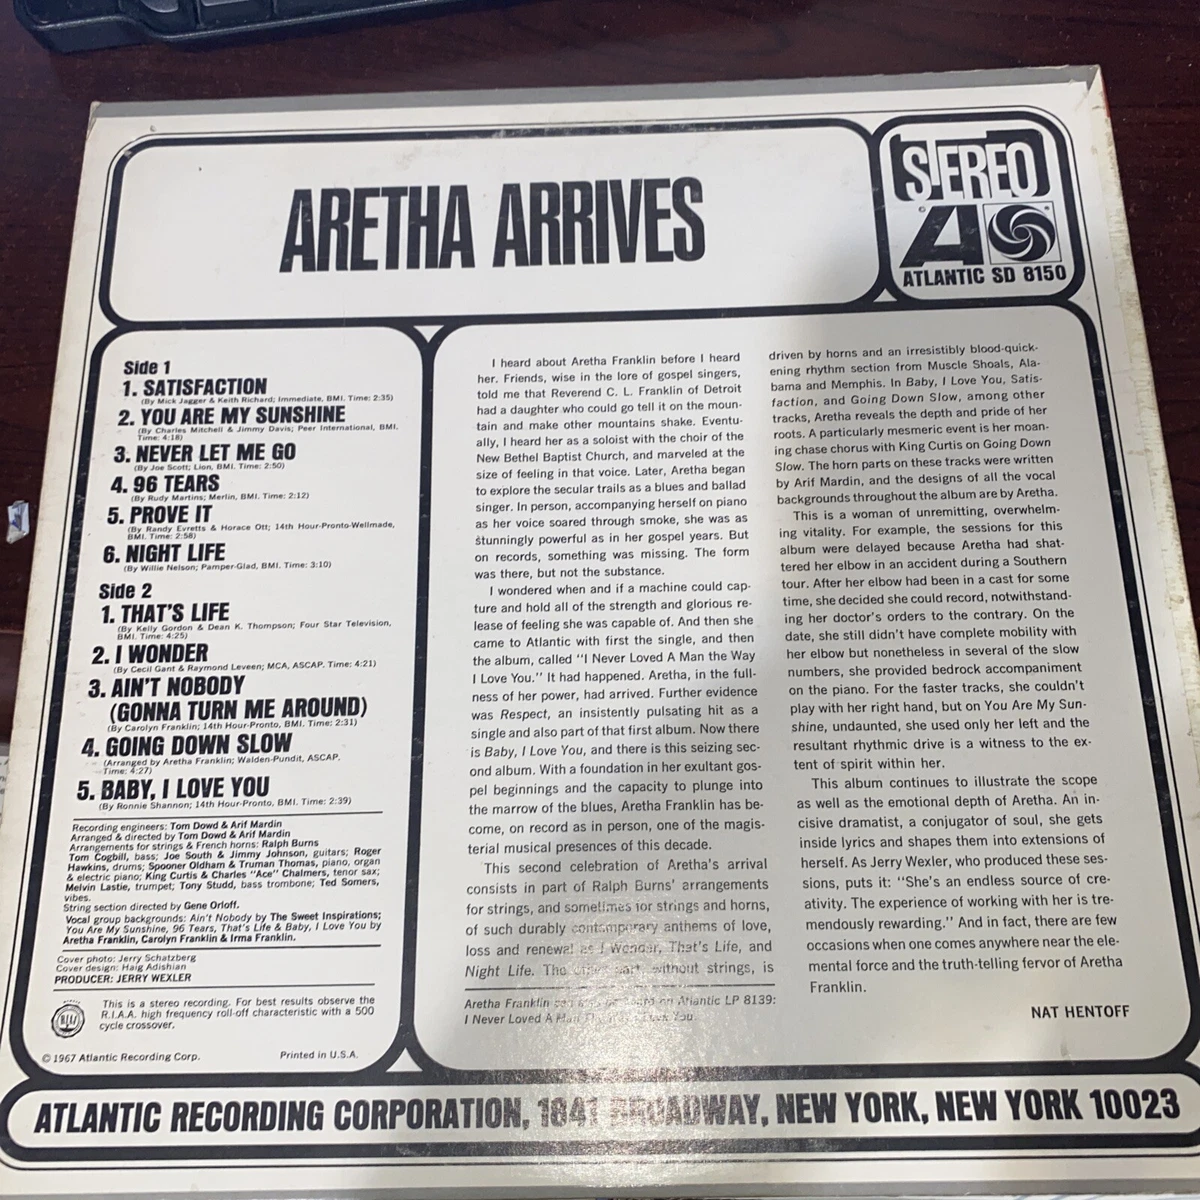 ARETHA ARRIVES
STEREO
A
ATLANTIC SD 8150
Side 1
1. SATISFACTION
(By Mick Jagger & Keith Richard; Immediate, BMI. Time: 2:35)
2. YOU ARE MY SUNSHINE
(By Charles Mitchell & Jimmy Davis; Peer International, BMI.
Time: 4:18)
3. NEVER LET ME GO
(By Joe Scott; Lion, BMI. Time: 2:50)
4. 96 TEARS
(By Rudy Martins; Merlin, BMI. Time: 2:12)
5. PROVE IT
(By Randy Evretts & Horace Ott; 14th Hour-Pronto-Wellmade,
BMI. Time: 2:58)
6. NIGHT LIFE
(By Willie Nelson; Pamper-Glad, BMI. Time: 3:10)
Side 2
1. THAT'S LIFE
(By Kelly Gordon & Dean K. Thompson; Four Star Television,
BMI. Time: 4:25)
2. I WONDER
(By Cecil Gant & Raymond Leveen; MCA, ASCAP. Time: 4:21)
3. AIN'T NOBODY
(GONNA TURN ME AROUND)
(By Carolyn Franklin; 14th Hour-Pronto, BMI. Time: 2:31)
4. GOING DOWN SLOW
(Arranged by Aretha Franklin; Walden-Pundit, ASCAP.
Time: 4:27)
5. BABY, I LOVE YOU
(By Ronnie Shannon; 14th Hour-Pronto, BMI. Time: 2:39)
Recording engineers: Tom Dowd & Arif Mardin
Arranged & directed by Tom Dowd & Arif Mardin
Arrangements for strings & French horns: Ralph Burns
Tom Cogbill, bass; Joe South & Jimmy Johnson, guitars; Roger
Hawkins, drums; Spooner Oldham & Truman Thomas, piano, organ
& electric piano; King Curtis & Charles "Ace" Chalmers, tenor sax;
Melvin Lastie, trumpet; Tony Studd, bass trombone; Ted Somers,
vibes.
String section directed by Gene Orloff.
Vocal group backgrounds: Ain't Nobody by The Sweet Inspirations;
You Are My Sunshine, 96 Tears, That's Life & Baby, I Love You by
Aretha Franklin, Carolyn Franklin & Irma Franklin.
Cover photo: Jerry Schatzberg
Cover design: Haig Adishian
PRODUCER: JERRY WEXLER
RIAA
This is a stereo recording. For best results observe the
R.I.A.A. high frequency roll-off characteristic with a 500
cycle crossover.
© 1967 Atlantic Recording Corp. Printed in U.S.A.
I heard about Aretha Franklin before I heard
her. Friends, wise in the lore of gospel singers,
told me that Reverend C. L. Franklin of Detroit
had a daughter who could go tell it on the moun-
tain and make other mountains shake. Eventu-
ally, I heard her as a soloist with the choir of the
New Bethel Baptist Church, and marveled at the
size of feeling in that voice. Later, Aretha began
to explore the secular trails as a blues and ballad
singer. In person, accompanying herself on piano
as her voice soared through smoke, she was as
stunningly powerful as in her gospel years. But
on records, something was missing. The form
was there, but not the substance.
I wondered when and if a machine could cap-
ture and hold all of the strength and glorious re-
lease of feeling she was capable of. And then she
came to Atlantic with first the single, and then
the album, called "I Never Loved A Man the Way
I Love You." It had happened. Aretha, in the full-
ness of her power, had arrived. Further evidence
was Respect, an insistently pulsating hit as a
single and also part of that first album. Now there
is Baby, I Love You, and there is this seizing sec-
ond album. With a foundation in her exultant gos-
pel beginnings and the capacity to plunge into
the marrow of the blues, Aretha Franklin has be-
come, on record as in person, one of the magis-
terial musical presences of this decade.
This second celebration of Aretha's arrival
consists in part of Ralph Burns' arrangements
for strings, and sometimes for strings and horns,
of such durably contemporary anthems of love,
loss and renewal as I Wonder, That's Life, and
Night Life. The other part, without strings, is
Aretha Franklin can also be heard on Atlantic LP 8139:
I Never Loved A Man The Way I Love You.
driven by horns and an irresistibly blood-quick-
ening rhythm section from Muscle Shoals, Ala-
bama and Memphis. In Baby, I Love You, Satis-
faction, and Going Down Slow, among other
tracks, Aretha reveals the depth and pride of her
roots. A particularly mesmeric event is her moan-
ing chase chorus with King Curtis on Going Down
Slow. The horn parts on these tracks were written
by Arif Mardin, and the designs of all the vocal
backgrounds throughout the album are by Aretha.
This is a woman of unremitting, overwhelm-
ing vitality. For example, the sessions for this
album were delayed because Aretha had shat-
tered her elbow in an accident during a Southern
tour. After her elbow had been in a cast for some
time, she decided she could record, notwithstand-
ing her doctor's orders to the contrary. On the
date, she still didn't have complete mobility with
her elbow but nonetheless in several of the slow
numbers, she provided bedrock accompaniment
on the piano. For the faster tracks, she couldn't
play with her right hand, but on You Are My Sun-
shine, undaunted, she used only her left and the
resultant rhythmic drive is a witness to the ex-
tent of spirit within her.
This album continues to illustrate the scope
as well as the emotional depth of Aretha. An in-
cisive dramatist, a conjugator of soul, she gets
inside lyrics and shapes them into extensions of
herself. As Jerry Wexler, who produced these ses-
sions, puts it: "She's an endless source of cre-
ativity. The experience of working with her is tre-
mendously rewarding." And in fact, there are few
occasions when one comes anywhere near the ele-
mental force and the truth-telling fervor of Aretha
Franklin.
NAT HENTOFF
ATLANTIC RECORDING CORPORATION, 1841 BROADWAY, NEW YORK, NEW YORK 10023